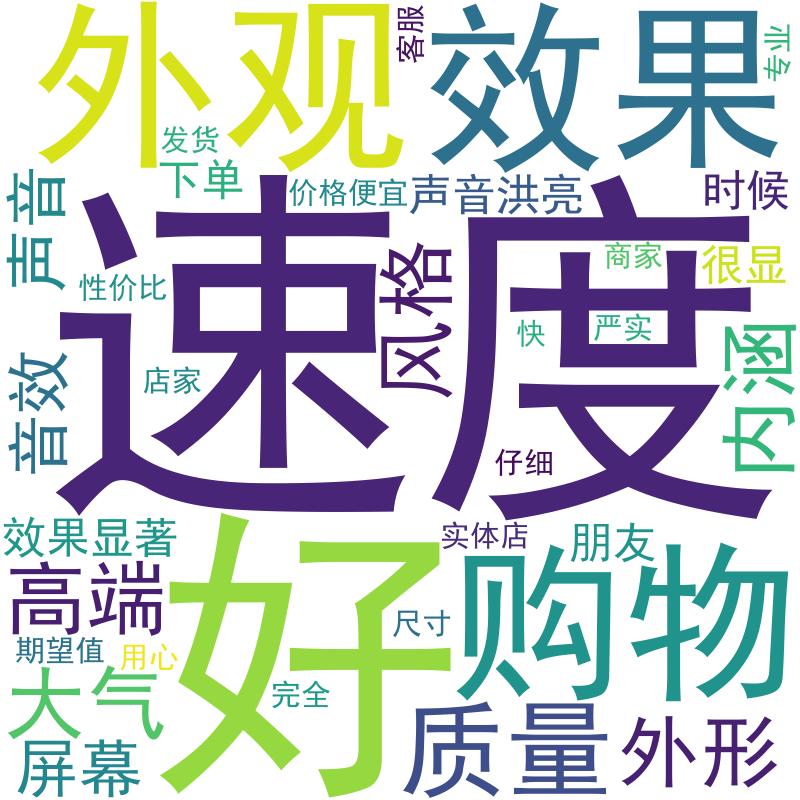 外观
效果
客服
专业
发货
下单
价格便宜
声音洪亮
时候
声音
速度
风格
商家
很显
性价比
快
严实
内涵
店家
音效
仔细
效果显著
好
实体店
朋友
购物
高端
尺寸
期望值
用心
大气
完全
质量
外形
屏幕